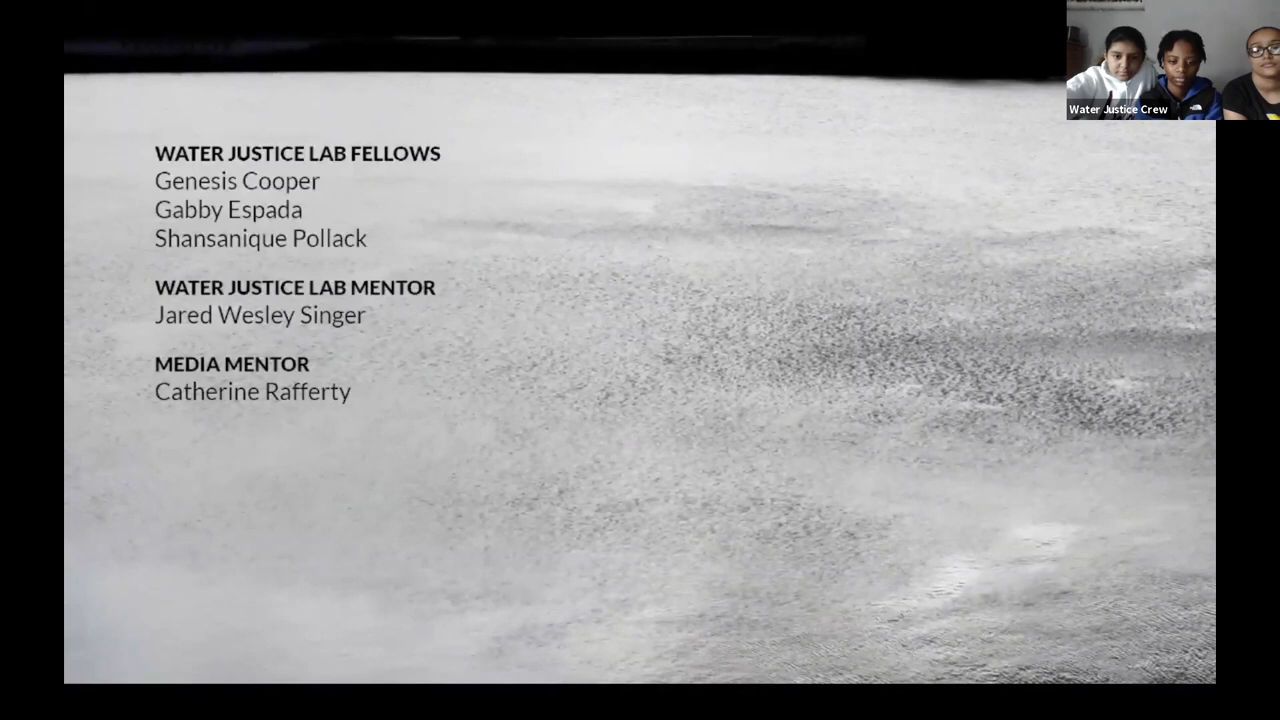 WATER JUSTICE LAB FELLOWS
Genesis Cooper
Gabby Espada
Shansanique Pollack
WATER JUSTICE LAB MENTOR
Jared Wesley Singer
MEDIA MENTOR
Catherine Rafferty
Water Justice Crew